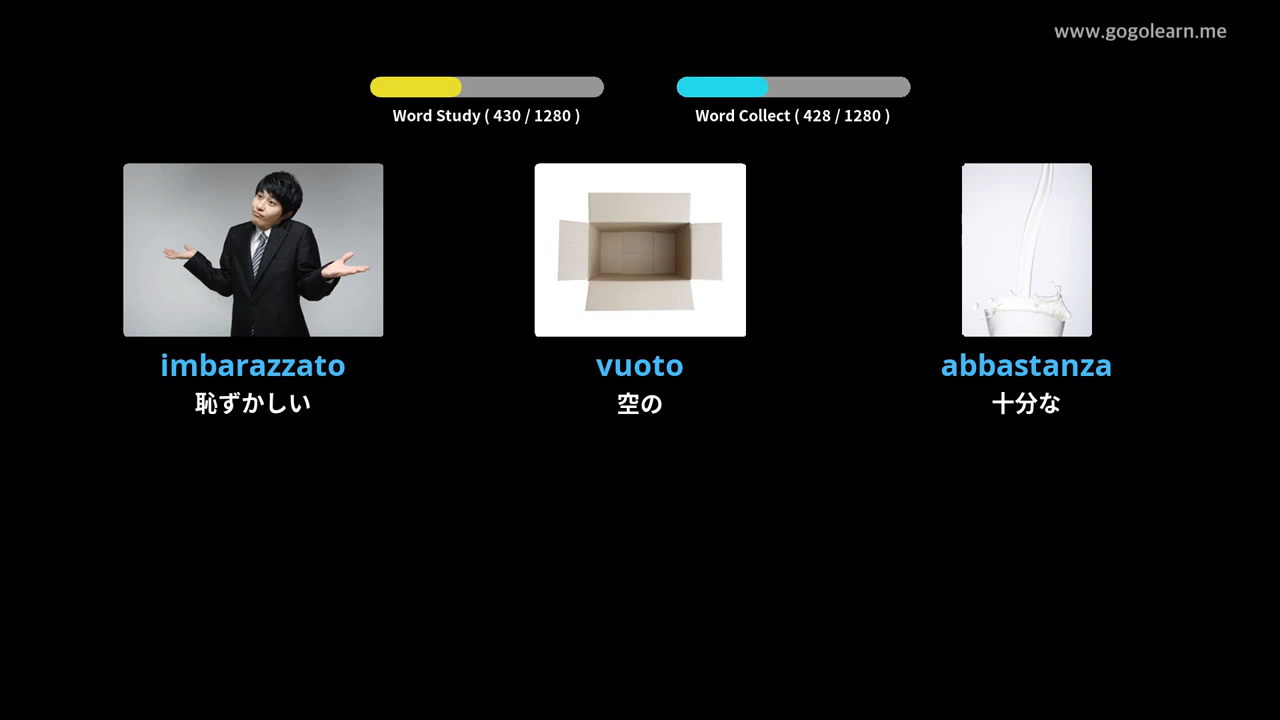 www.gogolearn.me
Word Study ( 430 / 1280 )
Word Collect ( 428 / 1280 )
imbarazzato
恥ずかしい
vuoto
空の
abbastanza
十分な